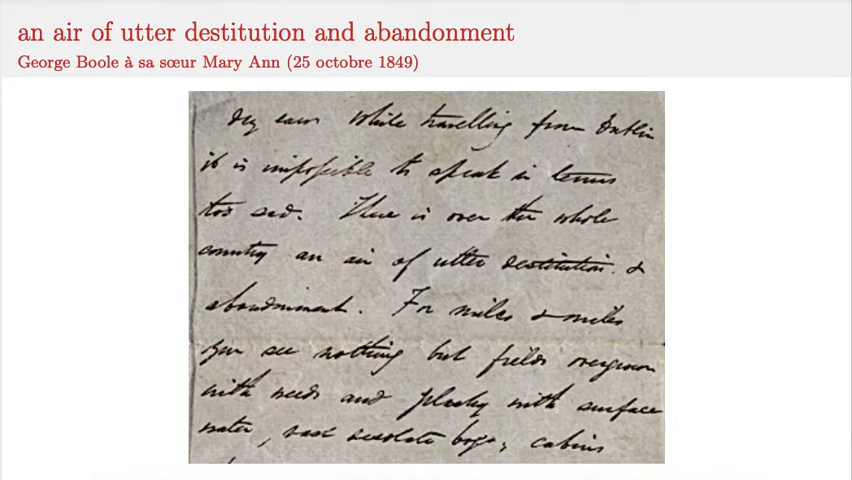 an air of utter destitution and abandonment
George Boole à sa sœur Mary Ann (25 octobre 1849)
my own while travelling from Dublin
it is impossible to speak in terms
too sad. There is over the whole
country an air of utter destitution &
abandonment. For miles & miles
you see nothing but fields overgrown
with weeds and plashy with surface
water, vast desolate bogs, cabins